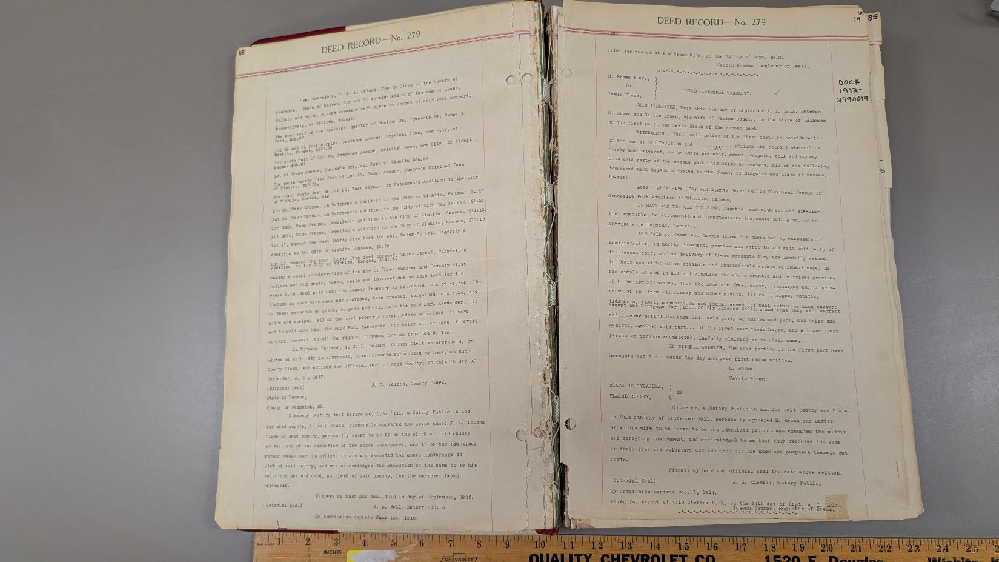 18
DEED RECORD—No. 279
Now, Therefore, I, J. L. Leland, County Clerk of the County of
Sedgwick, State of Kansas, for and in consideration of the sum of money,
dollars and cents, placed opposite each piece or parcel of said real property,
respectively, as follows, to-wit:
The west half of the Northeast quarter of Section 30, Township 29, Range 1,
East,
Lot 33 and 1½ foot surplus, Lawrence Avenue, Original Town, now City, of
Wichita, Kansas, $118.39
The south half of Lot 35, Lawrence Avenue, Original Town, now City, of Wichita,
Kansas $65.07
Lot 53 Texas Avenue, Munger's Original Town of Wichita $64.04
The south twenty five feet of Lot 37, Texas Avenue, Munger's Original Town
of Wichita,
The north forty feet of Lot 20, Waco Avenue, In Waterman's Addition to the City
of Wichita, Kansas,
Lot 22, Waco Avenue, in Waterman's Addition to the City of Wichita, Kansas, $1.23
Lot 24, Waco Avenue, in Waterman's Addition to the City of Wichita, Kansas, $1.23
Lot 1029, Waco Avenue, Lewellen's Addition to the City of Wichita, Kansas, $14.13.
Lot 1031, Waco Avenue, Lewellen's Addition to the City of Wichita, Kansas, $13.18
Lot 17, except the east thirty five feet thereof, Water Street, Haggerty's
Addition to the City of Wichita, Kansas, $5.39
Lot 18, except the east thirty five feet thereof, Water Street, Haggerty's
Addition to the City of Wichita, Kansas, $14.96.
making a total consideration of the sum of Three Hundred and Seventy Eight
Dollars and Six cents, taxes, costs and interest due on said land for the
years A. D. 1908 paid into the County Treasury as aforesaid, and by virtue of the
Statute in such case made and provided, have granted, bargained, and sold, and
by these presents do grant, bargain and sell unto the said Earl Alexander, his
heirs and assigns, all of the real property hereinbefore described, to have
and to hold unto him, the said Earl Alexander, his heirs and assigns, forever;
subject, however, to all the rights of redemption as provided by law.
In Witness Whereof, I, J. L. Leland, County Clerk as aforesaid, by
virtue of authority as aforesaid, have hereunto subscribed my name, as such
County Clerk, and affixed the official seal of said County, on this 18 day of
September, A. D . 1912.
(Official Seal) J. L. Leland, County Clerk,
State of Kansas,
County of Sedgwick, SS.
I hereby certify that before me, O.A. Bell, a Notary Public in and
for said county, in said state, personally appeared the above named J. L. Leland
Clerk of said county, personally known to me to be the clerk of said county
at the date of the execution of the above conveyance, and to be the identical
person whose name is affixed to and who executed the above conveyance as
clerk of said county, and who acknowledged the execution of the same to be his
voluntary act and deed, as clerk of said county, for the purpose therein
expressed.
Witness my hand and seal this 18 day of September, 1912.
(Notarial Seal) O. A. Bell, Notary Public.
My commission expires June 1st, 1916.
DEED RECORD—No. 279
19 85
Filed for record at 2 o'clock P. M. on the 24 day of Sept. 1912.
Joseph Bowman, Register of Deeds.
H. Brown & wf.,
to
Lewis Black,
DEED---GENERAL WARRANTY.
DOC#
1912-
2790019
THIS INDENTURE, Made this 5th day of September A. D. 1911, between
H. Brown and Carrie Brown, his wife of Blaine County, in the State of Oklahoma
of the first part, and Lewis Black of the second part.
WITNESSETH: That said parties of the first part, in consideration
of the sum of Two Thousand and ............ DOLLARS the receipt whereof is
100
hereby acknowledged, do by these presents, grant, bargain, sell and convey
unto said party of the second part, his heirs or assigns, all of the following
described REAL ESTATE situated in the County of Sedgwick and State of Kansas,
to-wit:
Lots Eighty Five (85) and Eighty Seven (87)on Cleveland Avenue in
Granville Park Addition to Wichita, Kansas.
TO HAVE AND TO HOLD THE SAME, Together and with all and singular
the tenements, hereditaments and appurtenances thereunto belonging, or in
anywise appertaining, forever.
AND SAID H. Brown and Carrie Brown for their heirs, executors or
administrators do hereby covenant, promise and agree to and with said party of
the second part, at the delivery of these presents they are lawfully seized
in their own right of an absolute and indefeasible estate of inheritance, in
fee simple of and in all and singular the above granted and described premises,
with the appurtenances; that the same are free, clear, discharged and unincum-
bered of and from all former and other grants, titles, charges, estates,
judgments, taxes, assessments and incumbrances, of what nature or kind soever:
Except one Mortgage for ($600.00 Six Hundred Dollars and that they will warrant
and forever defend the same unto said party of the second part, his heirs and
assigns, against said part... of the first part their heirs, and all and every
person or persons whomsoever, lawfully claiming or to claim same.
IN WITNESS WHEREOF, The said parties of the first part have
hereunto set their hands the day and year first above written.
H. Brown.
Carrie Brown,
STATE OF OKLAHOMA,
SS
BLAINE COUNTY,
Before me, a Notary Public in and for said County and State,
on this 5th day of September 1911, personally appeared H. Brown and Carrie
Brown his wife to me known to be the identical persons who executed the within
and foregoing instrument, and acknowledged to me that they executed the same
as their free and voluntary act and deed for the uses and purposes therein set
forth.
Witness my hand and official seal the date above written.
(Notarial Seal) A. G. Clewell, Notary Public.
My Commission Expires Dec. 3, 1914.
Filed for record at 4:10 O'clock P. M. on the 24th day of Sept. A. D. 1912.
Joseph Bowman, Register of Deeds.
5
1 2 3 4 5 6 7 8 9 10 11 12 13 14 15 16 17 18 19 20 21 22 23 24 25
INCHES
CHEVROLET
QUALITY CHEVROLET CO 1520 E. Douglas Wichita